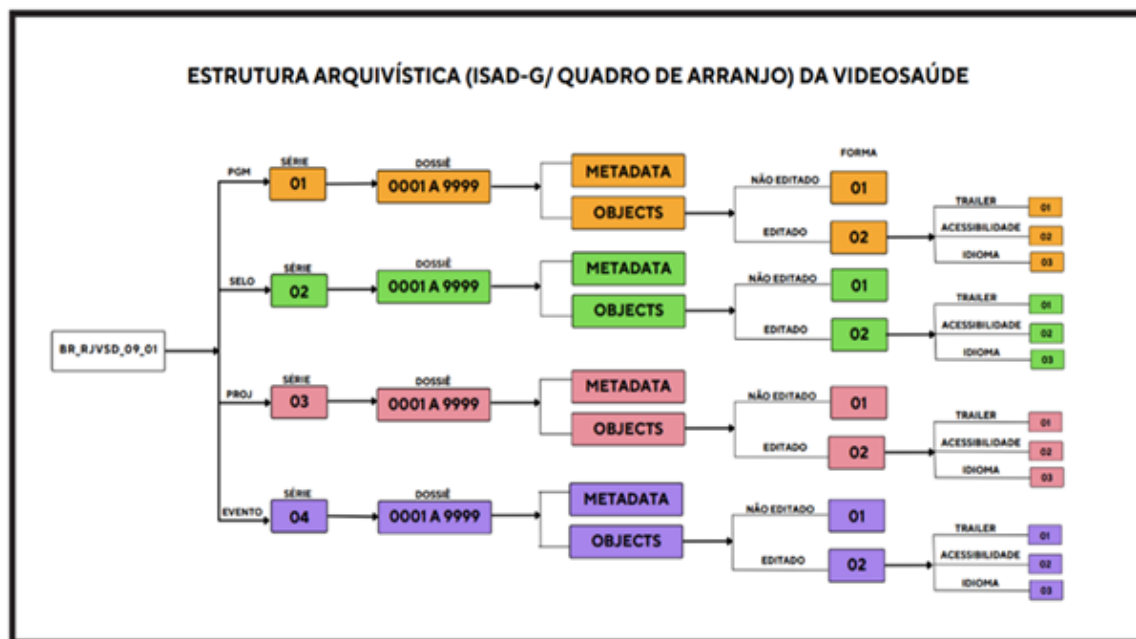 ESTRUTURA ARQUIVÍSTICA (ISAD-G/ QUADRO DE ARRANJO) DA VIDEOSAÚDE
BR_RJVSD_09_01
PGM
SÉRIE
01
DOSSIÊ
0001 A 9999
METADATA
OBJECTS
FORMA
NÃO EDITADO
01
EDITADO
02
TRAILER
01
ACESSIBILIDADE
02
IDIOMA
03
SELO
SÉRIE
02
DOSSIÊ
0001 A 9999
METADATA
OBJECTS
NÃO EDITADO
01
EDITADO
02
TRAILER
01
ACESSIBILIDADE
02
IDIOMA
03
PROJ
SÉRIE
03
DOSSIÊ
0001 A 9999
METADATA
OBJECTS
NÃO EDITADO
01
EDITADO
02
TRAILER
01
ACESSIBILIDADE
02
IDIOMA
03
EVENTO
SÉRIE
04
DOSSIÊ
0001 A 9999
METADATA
OBJECTS
NÃO EDITADO
01
EDITADO
02
TRAILER
01
ACESSIBILIDADE
02
IDIOMA
03